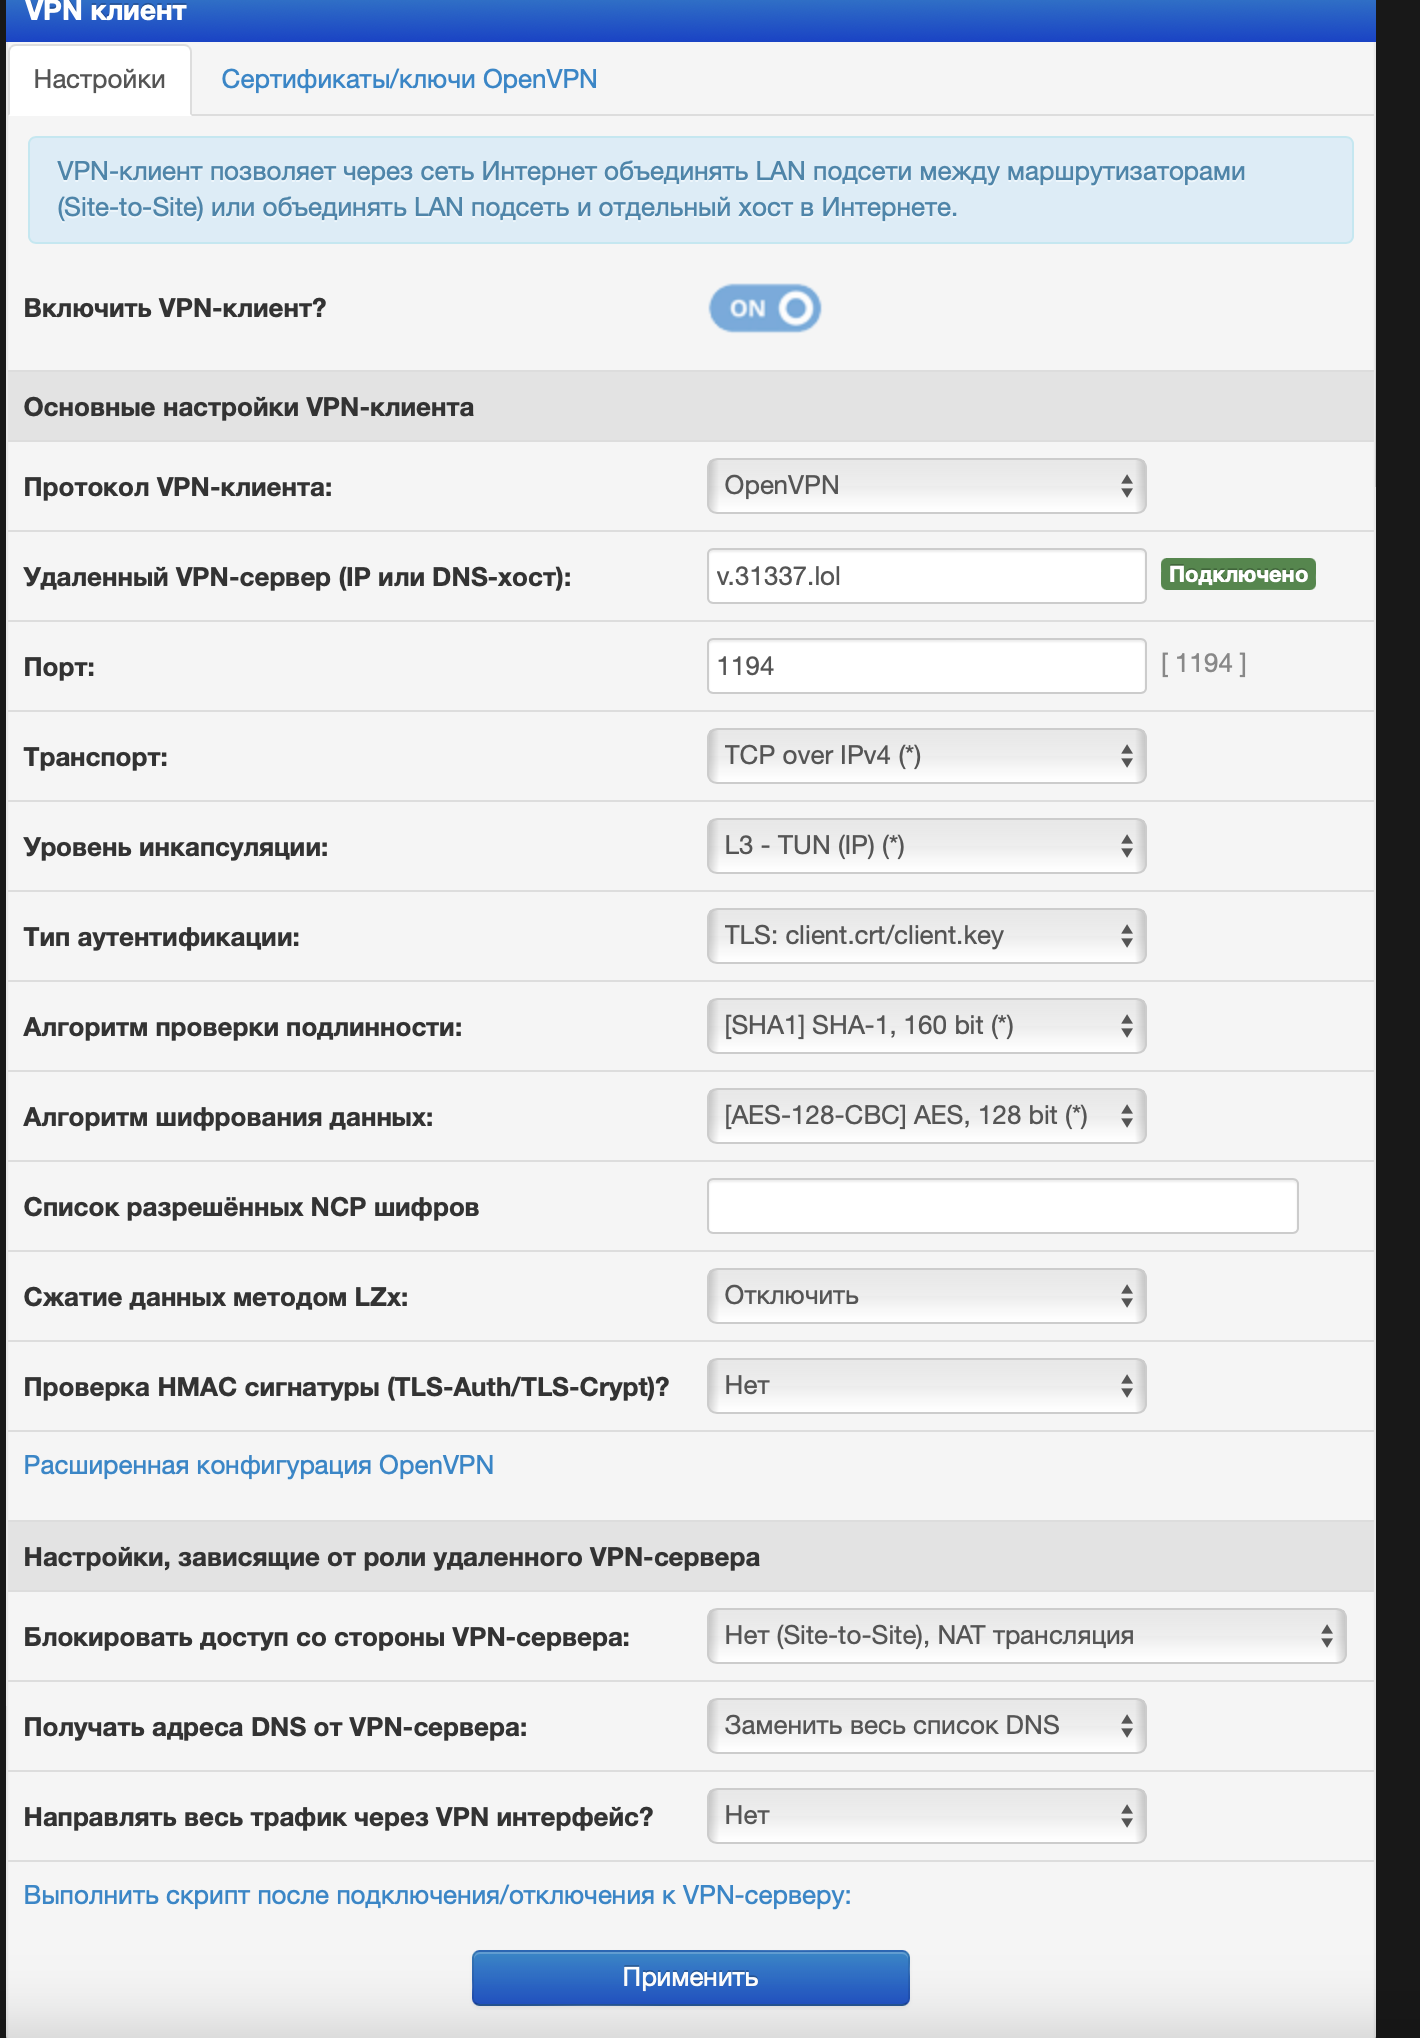 VPN клиент
Настройки
Сертификаты/ключи OpenVPN
VPN-клиент позволяет через сеть Интернет объединять LAN подсети между маршрутизаторами
(Site-to-Site) или объединять LAN подсеть и отдельный хост в Интернете.
Включить VPN-клиент?
ON
Основные настройки VPN-клиента
Протокол VPN-клиента:
OpenVPN
Удаленный VPN-сервер (IP или DNS-хост):
v.31337.lol
Подключено
Порт:
1194
[ 1194 ]
Транспорт:
TCP over IPv4 (*)
Уровень инкапсуляции:
L3 - TUN (IP) (*)
Тип аутентификации:
TLS: client.crt/client.key
Алгоритм проверки подлинности:
[SHA1] SHA-1, 160 bit (*)
Алгоритм шифрования данных:
[AES-128-CBC] AES, 128 bit (*)
Список разрешённых NCP шифров
Сжатие данных методом LZx:
Отключить
Проверка HMAC сигнатуры (TLS-Auth/TLS-Crypt)?
Нет
Расширенная конфигурация OpenVPN
Настройки, зависящие от роли удаленного VPN-сервера
Блокировать доступ со стороны VPN-сервера:
Нет (Site-to-Site), NAT трансляция
Получать адреса DNS от VPN-сервера:
Заменить весь список DNS
Направлять весь трафик через VPN интерфейс?
Нет
Выполнить скрипт после подключения/отключения к VPN-серверу:
Применить